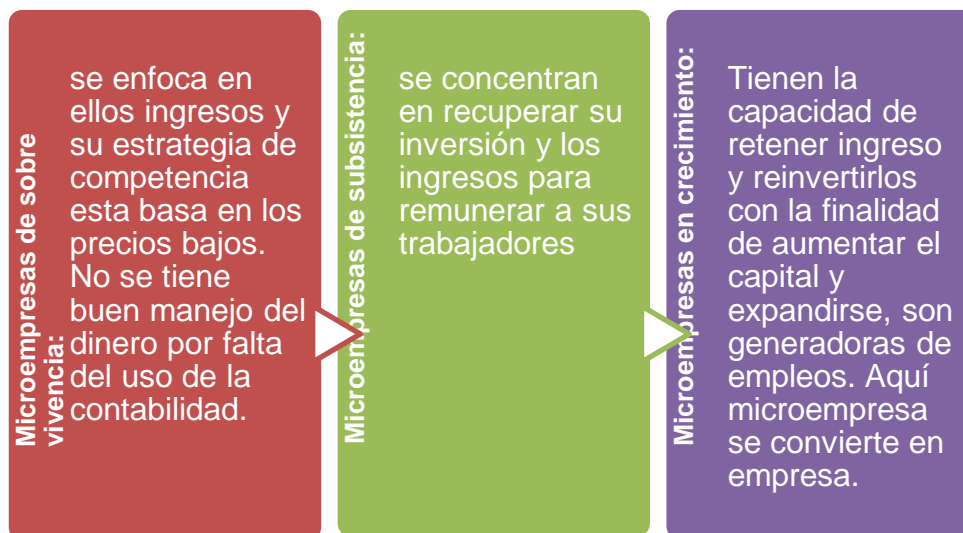 Microempresas de sobre
vivencia:
se enfoca en
ellos ingresos y
su estrategia de
competencia
esta basa en los
precios bajos.
No se tiene
buen manejo del
dinero por falta
del uso de la
contabilidad.
Microempresas de subsistencia:
se concentran
en recuperar su
inversión y los
ingresos para
remunerar a sus
trabajadores
Microempresas en crecimiento:
Tienen la
capacidad de
retener ingreso
y reinvertirlos
con la finalidad
de aumentar el
capital y
expandirse, son
generadoras de
empleos. Aquí
microempresa
se convierte en
empresa.